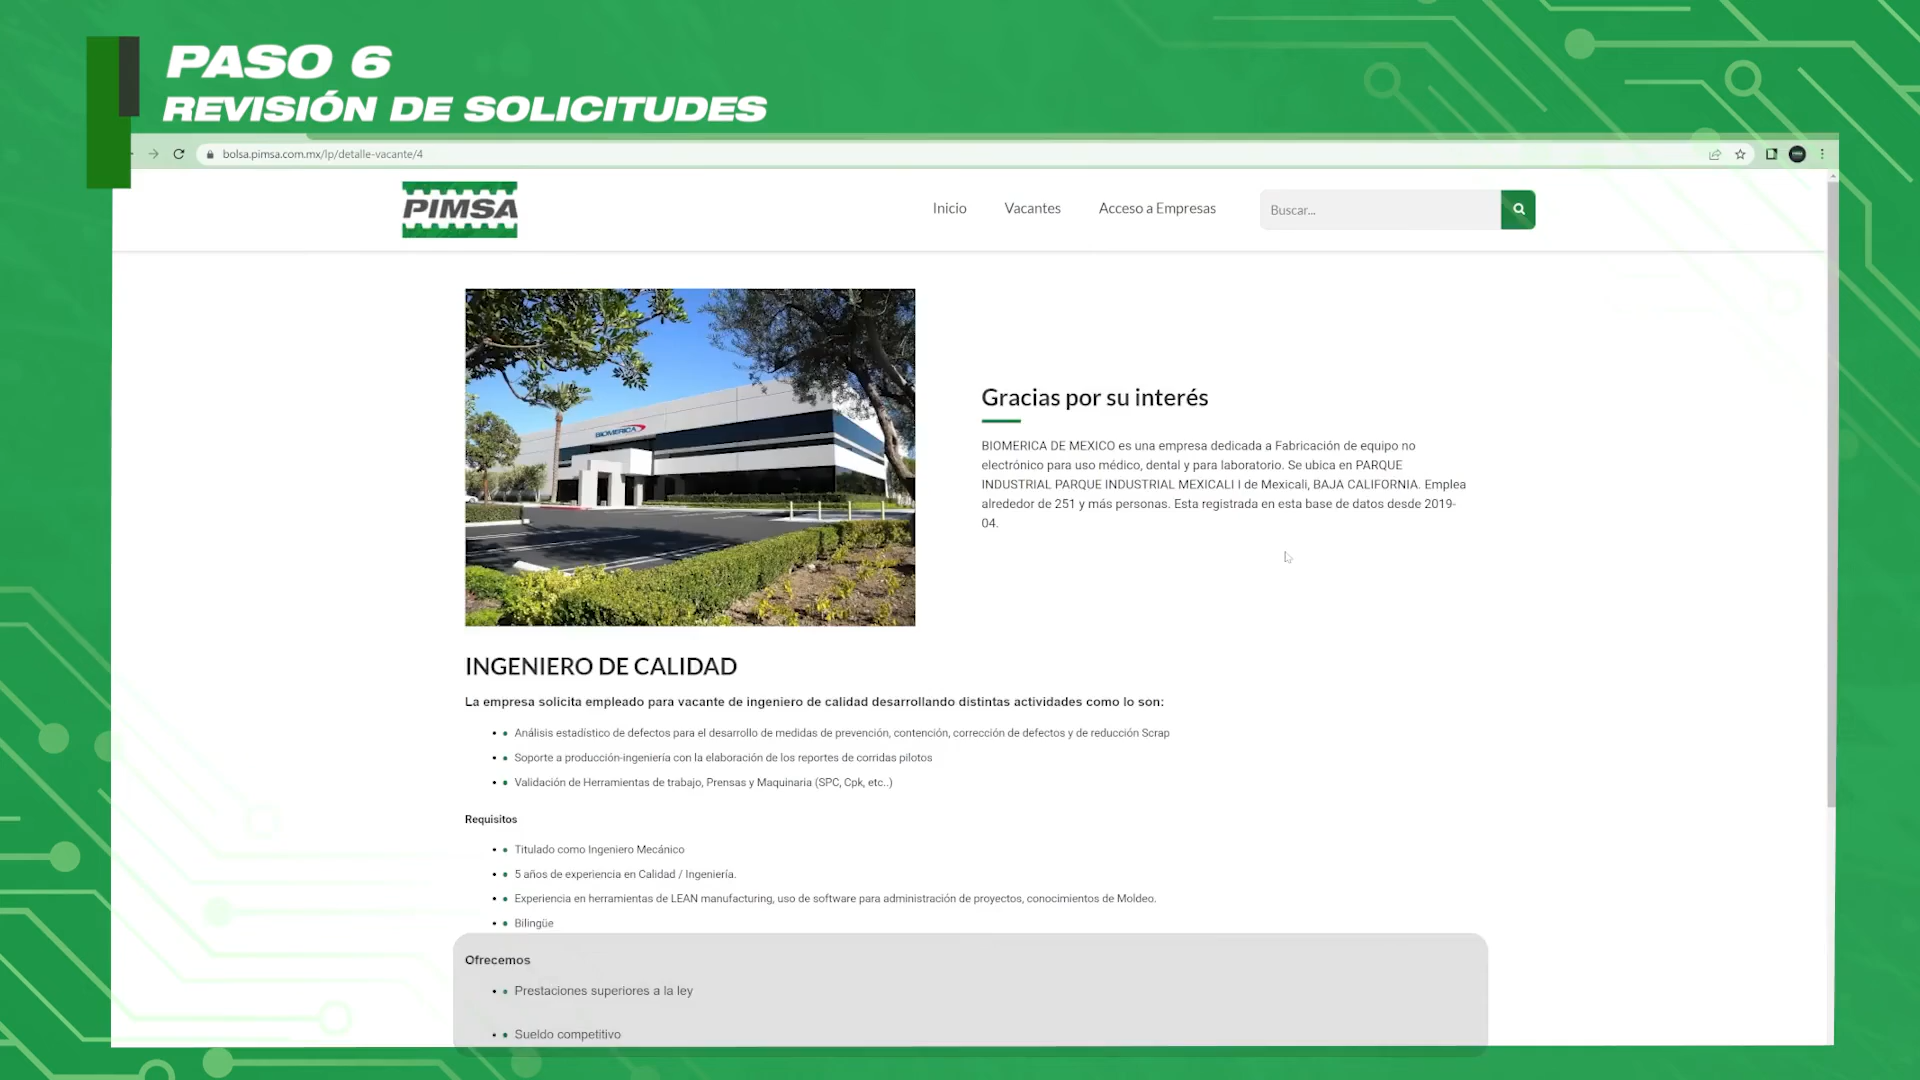 PASO 6
REVISIÓN DE SOLICITUDES
bolsa.pimsa.com.mx/lp/detalle-vacante/4
PIMSA
Inicio
Vacantes
Acceso a Empresas
Buscar...
BIOMERICA
Gracias por su interés
BIOMERICA DE MEXICO es una empresa dedicada a Fabricación de equipo no
electrónico para uso médico, dental y para laboratorio. Se ubica en PARQUE
INDUSTRIAL PARQUE INDUSTRIAL MEXICALI I de Mexicali, BAJA CALIFORNIA. Emplea
alrededor de 251 y más personas. Esta registrada en esta base de datos desde 2019-
04.
INGENIERO DE CALIDAD
La empresa solicita empleado para vacante de ingeniero de calidad desarrollando distintas actividades como lo son:
Análisis estadístico de defectos para el desarrollo de medidas de prevención, contención, corrección de defectos y de reducción Scrap
Soporte a producción-ingeniería con la elaboración de los reportes de corridas pilotos
Validación de Herramientas de trabajo, Prensas y Maquinaria (SPC, Cpk, etc..)
Requisitos
Titulado como Ingeniero Mecánico
5 años de experiencia en Calidad / Ingeniería.
Experiencia en herramientas de LEAN manufacturing, uso de software para administración de proyectos, conocimientos de Moldeo.
Bilingüe
Ofrecemos
Prestaciones superiores a la ley
Sueldo competitivo